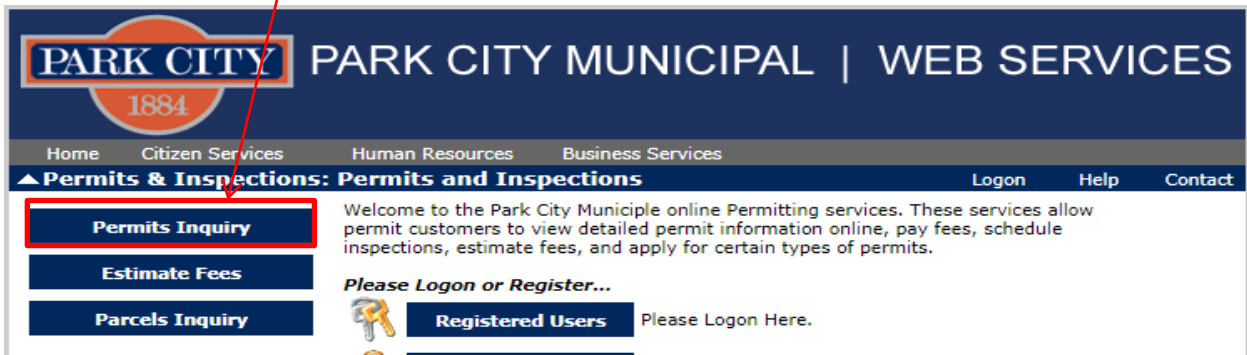 PARK CITY
1884
PARK CITY MUNICIPAL | WEB SERVICES
Home Citizen Services Human Resources Business Services
Permits & Inspections: Permits and Inspections Logon Help Contact
Permits Inquiry
Estimate Fees
Parcels Inquiry
Welcome to the Park City Municiple online Permitting services. These services allow
permit customers to view detailed permit information online, pay fees, schedule
inspections, estimate fees, and apply for certain types of permits.
Please Logon or Register...
Registered Users Please Logon Here.